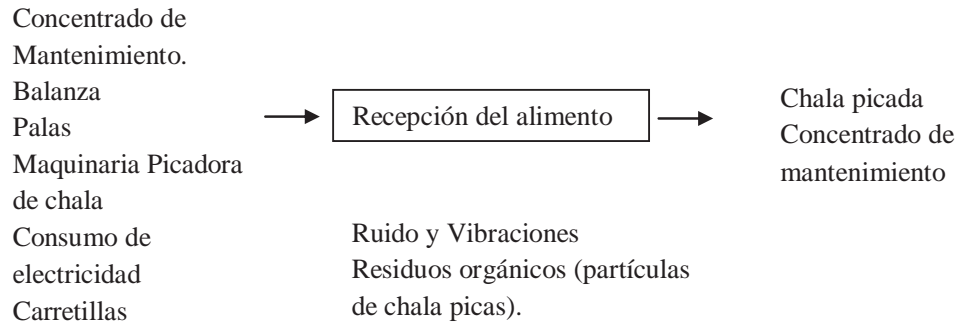 Concentrado de
Mantenimiento.
Balanza
Palas
Maquinaria Picadora
de chala
Consumo de
electricidad
Carretillas
Recepción del alimento
Ruido y Vibraciones
Residuos orgánicos (partículas
de chala picas).
Chala picada
Concentrado de
mantenimiento